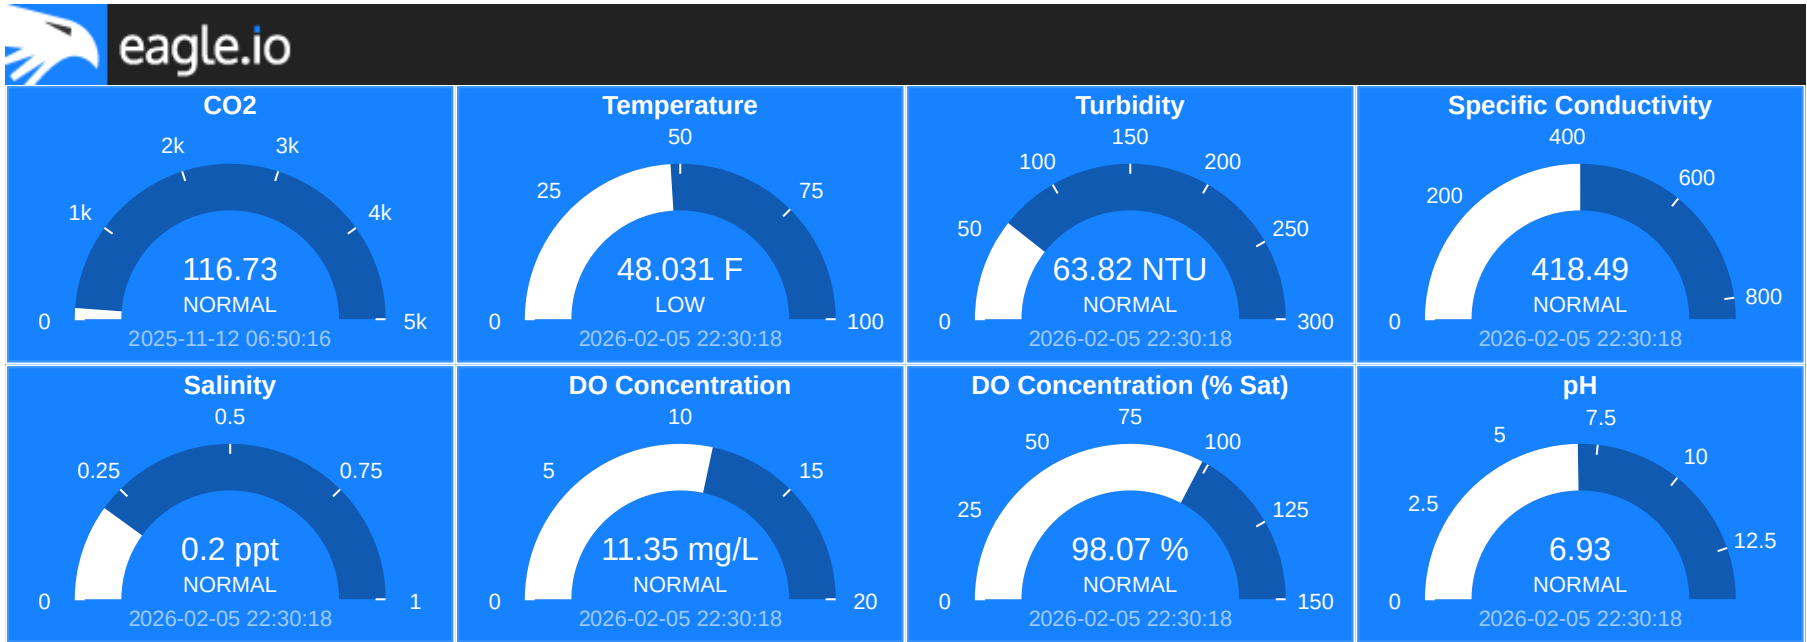 eagle.io
CO2
0
1k
2k
3k
4k
5k
116.73
NORMAL
2025-11-12 06:50:16
Temperature
0
25
50
75
100
48.031 F
LOW
2026-02-05 22:30:18
Turbidity
0
50
100
150
200
250
300
63.82 NTU
NORMAL
2026-02-05 22:30:18
Specific Conductivity
0
200
400
600
800
418.49
NORMAL
2026-02-05 22:30:18
Salinity
0
0.25
0.5
0.75
1
0.2 ppt
NORMAL
2026-02-05 22:30:18
DO Concentration
0
5
10
15
20
11.35 mg/L
NORMAL
2026-02-05 22:30:18
DO Concentration (% Sat)
0
25
50
75
100
125
150
98.07 %
NORMAL
2026-02-05 22:30:18
pH
0
2.5
5
7.5
10
12.5
6.93
NORMAL
2026-02-05 22:30:18